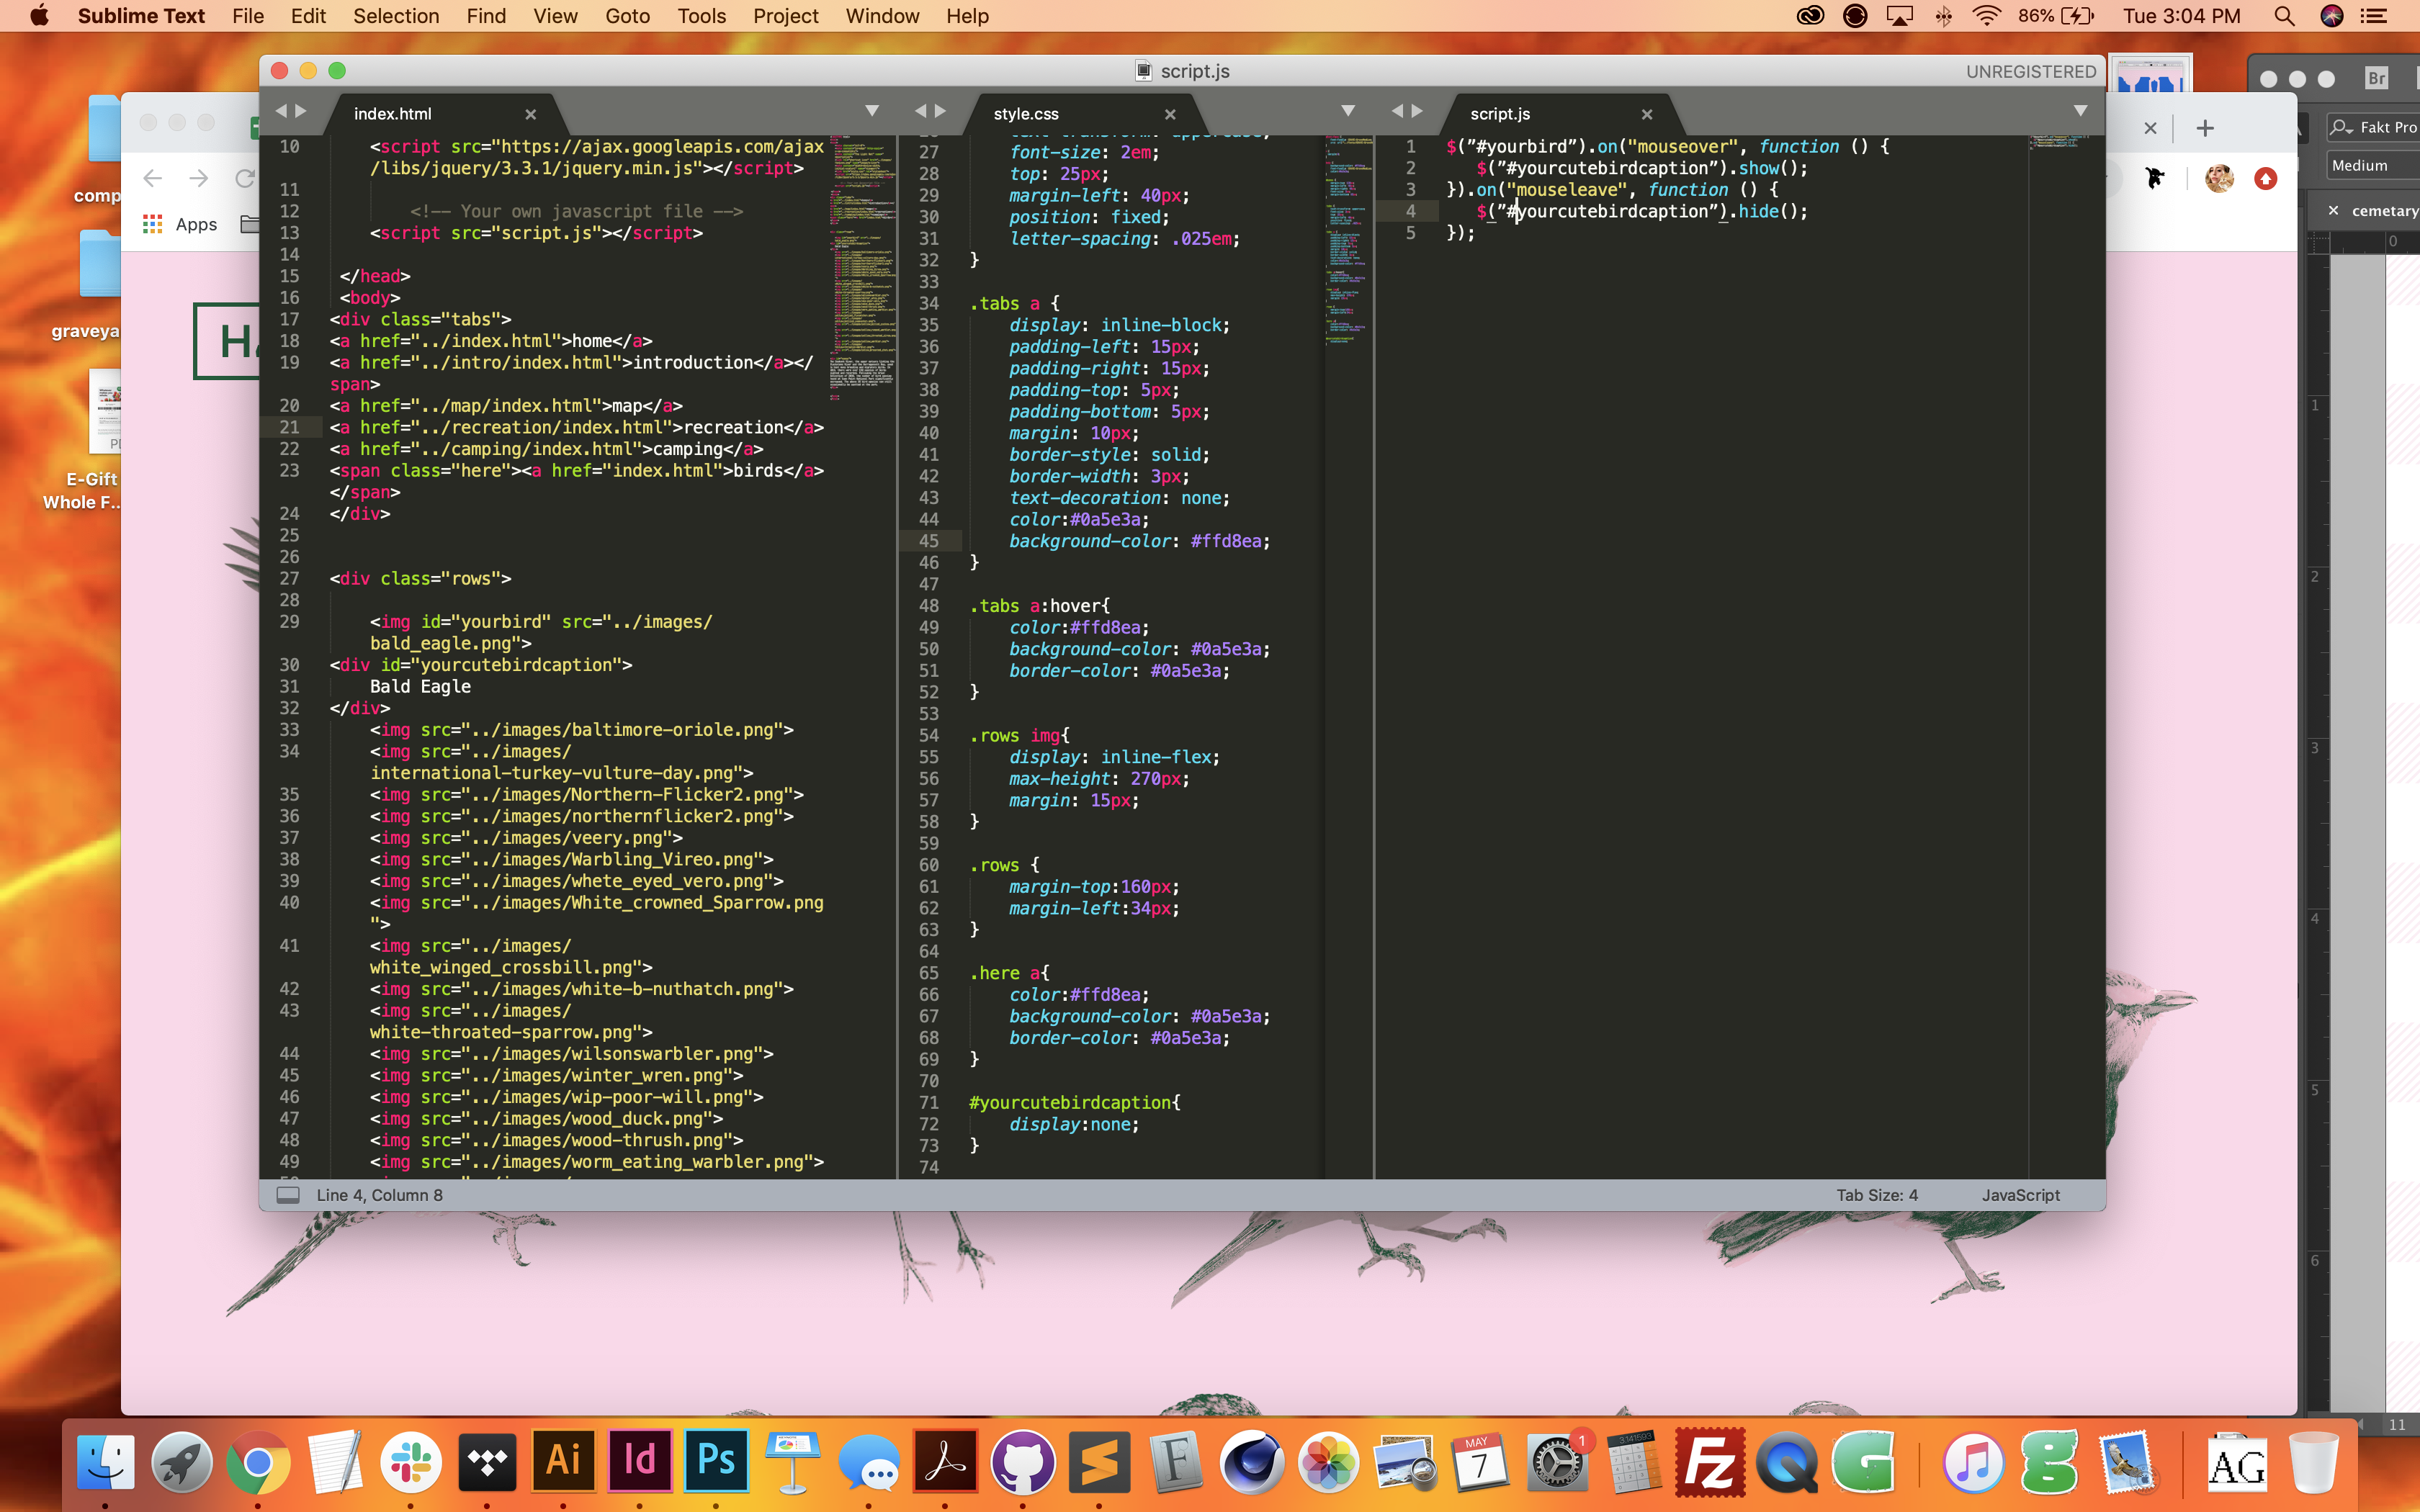 Sublime Text File Edit Selection Find View Goto Tools Project Window Help 86% Tue 3:04 PM
script.js UNREGISTERED
index.html
style.css
script.js
10 <script src="https://ajax.googleapis.com/ajax
/libs/jquery/3.3.1/jquery.min.js"></script>
11
12 <!-- Your own javascript file -->
13 <script src="script.js"></script>
14
15 </head>
16 <body>
17 <div class="tabs">
18 <a href="../index.html">home</a>
19 <a href="../intro/index.html">introduction</a></
span>
20 <a href="../map/index.html">map</a>
21 <a href="../recreation/index.html">recreation</a>
22 <a href="../camping/index.html">camping</a>
23 <span class="here"><a href="index.html">birds</a>
</span>
24 </div>
25
26
27 <div class="rows">
28
29 <img id="yourbird" src="../images/
bald_eagle.png">
30 <div id="yourcutebirdcaption">
31 Bald Eagle
32 </div>
33 <img src="../images/baltimore-oriole.png">
34 <img src="../images/
international-turkey-vulture-day.png">
35 <img src="../images/Northern-Flicker2.png">
36 <img src="../images/northernflicker2.png">
37 <img src="../images/veery.png">
38 <img src="../images/Warbling_Vireo.png">
39 <img src="../images/whete_eyed_vero.png">
40 <img src="../images/White_crowned_Sparrow.png
">
41 <img src="../images/
white_winged_crossbill.png">
42 <img src="../images/white-b-nuthatch.png">
43 <img src="../images/
white-throated-sparrow.png">
44 <img src="../images/wilsonswarbler.png">
45 <img src="../images/winter_wren.png">
46 <img src="../images/wip-poor-will.png">
47 <img src="../images/wood_duck.png">
48 <img src="../images/wood-thrush.png">
49 <img src="../images/worm_eating_warbler.png">
27 font-size: 2em;
28 top: 25px;
29 margin-left: 40px;
30 position: fixed;
31 letter-spacing: .025em;
32 }
33
34 .tabs a {
35 display: inline-block;
36 padding-left: 15px;
37 padding-right: 15px;
38 padding-top: 5px;
39 padding-bottom: 5px;
40 margin: 10px;
41 border-style: solid;
42 border-width: 3px;
43 text-decoration: none;
44 color:#0a5e3a;
45 background-color: #ffd8ea;
46 }
47
48 .tabs a:hover{
49 color:#ffd8ea;
50 background-color: #0a5e3a;
51 border-color: #0a5e3a;
52 }
53
54 .rows img{
55 display: inline-flex;
56 max-height: 270px;
57 margin: 15px;
58 }
59
60 .rows {
61 margin-top:160px;
62 margin-left:34px;
63 }
64
65 .here a{
66 color:#ffd8ea;
67 background-color: #0a5e3a;
68 border-color: #0a5e3a;
69 }
70
71 #yourcutebirdcaption{
72 display:none;
73 }
74
1 $(”#yourbird”).on("mouseover", function () {
2 $(”#yourcutebirdcaption”).show();
3 }).on("mouseleave", function () {
4 $(”#yourcutebirdcaption”).hide();
5 });
Line 4, Column 8 Tab Size: 4 JavaScript
comp
graveya
E-Gift
Whole F...
Apps
Br
Fakt Pro
Medium
cemetary
0
1
2
3
4
5
6
11
Ai
Id
Ps
F
MAY
7
1
Fz
G
g
AG